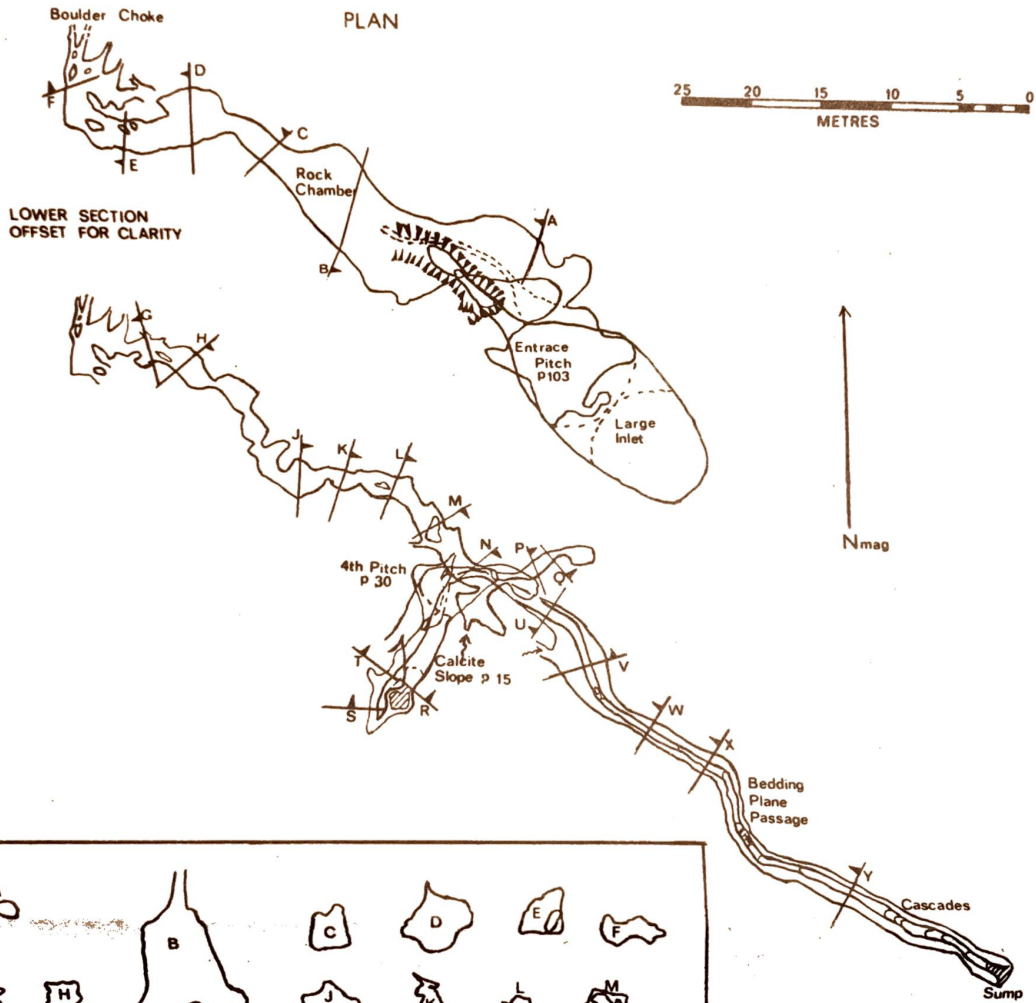 Boulder Choke
PLAN
25 20 15 10 5 0
METRES
D
F
C
E
Rock
Chamber
A
B
LOWER SECTION
OFFSET FOR CLARITY
Entrace
Pitch
p103
Large
Inlet
G
H
J
K
L
M
Nmag
N
P
Q
4th Pitch
p 30
U
Calcite
Slope p 15
T
V
S
R
W
X
Bedding
Plane
Passage
Y
Cascades
Sump
B
C
D
E
F
H
J
K
L
M